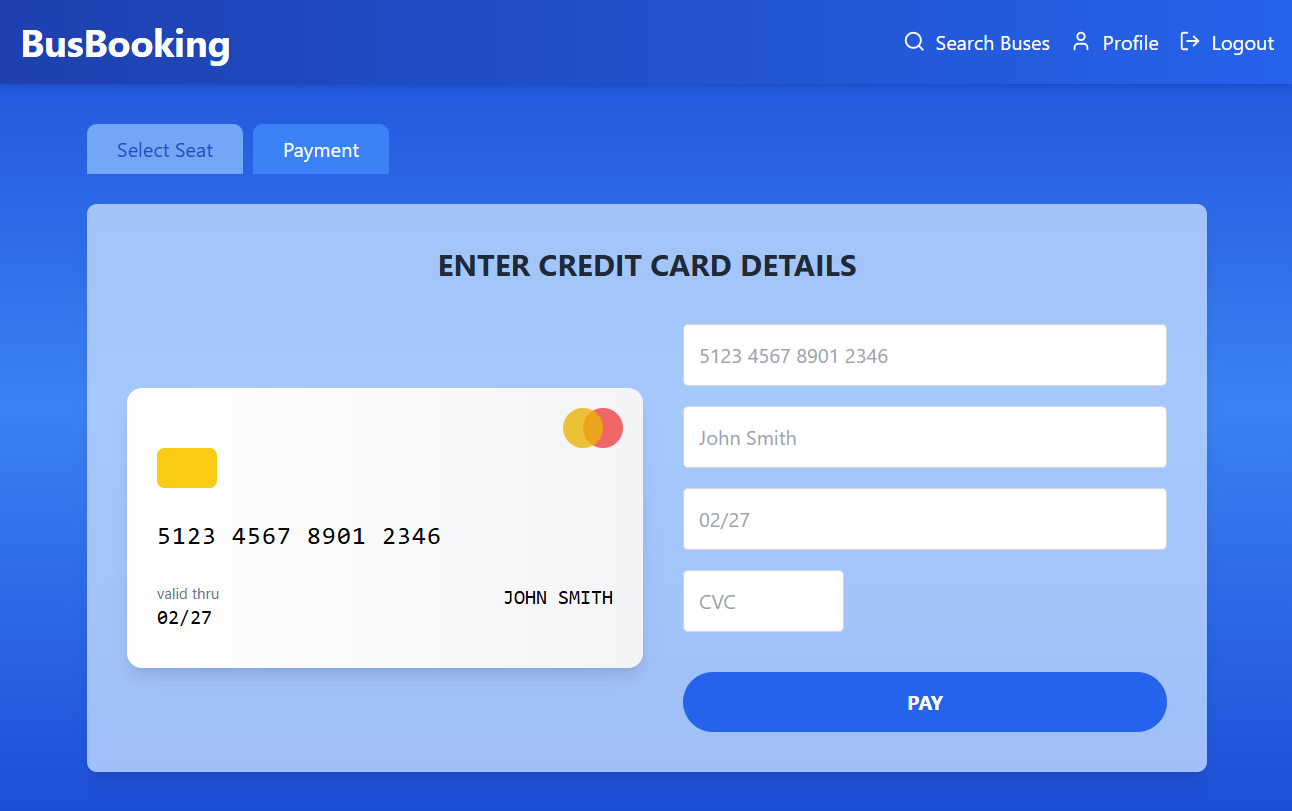 BusBooking
Search Buses Profile Logout
Select Seat Payment
ENTER CREDIT CARD DETAILS
5123 4567 8901 2346
valid thru
02/27
JOHN SMITH
5123 4567 8901 2346
John Smith
02/27
CVC
PAY